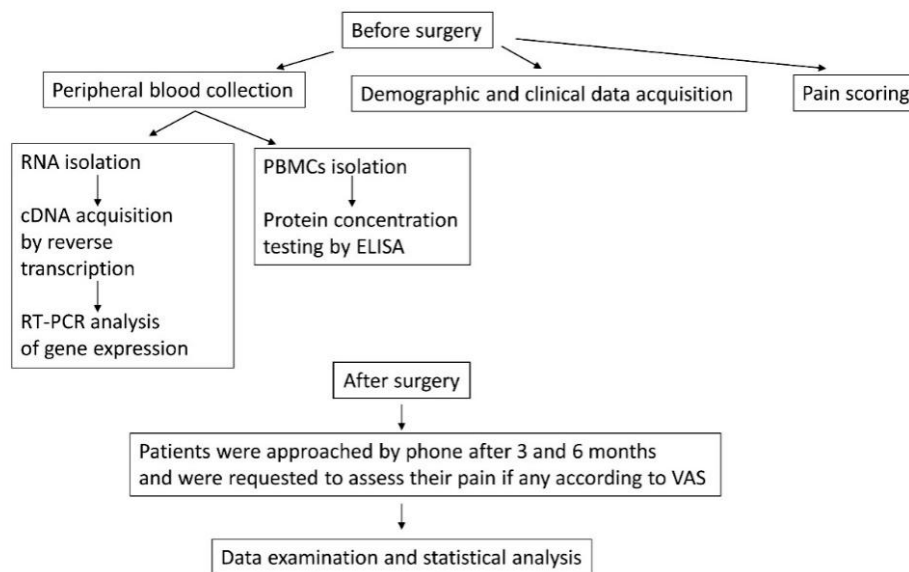 Before surgery
Peripheral blood collection
Demographic and clinical data acquisition
Pain scoring
RNA isolation
cDNA acquisition
by reverse
transcription
RT-PCR analysis
of gene expression
PBMCs isolation
Protein concentration
testing by ELISA
After surgery
Patients were approached by phone after 3 and 6 months
and were requested to assess their pain if any according to VAS
Data examination and statistical analysis